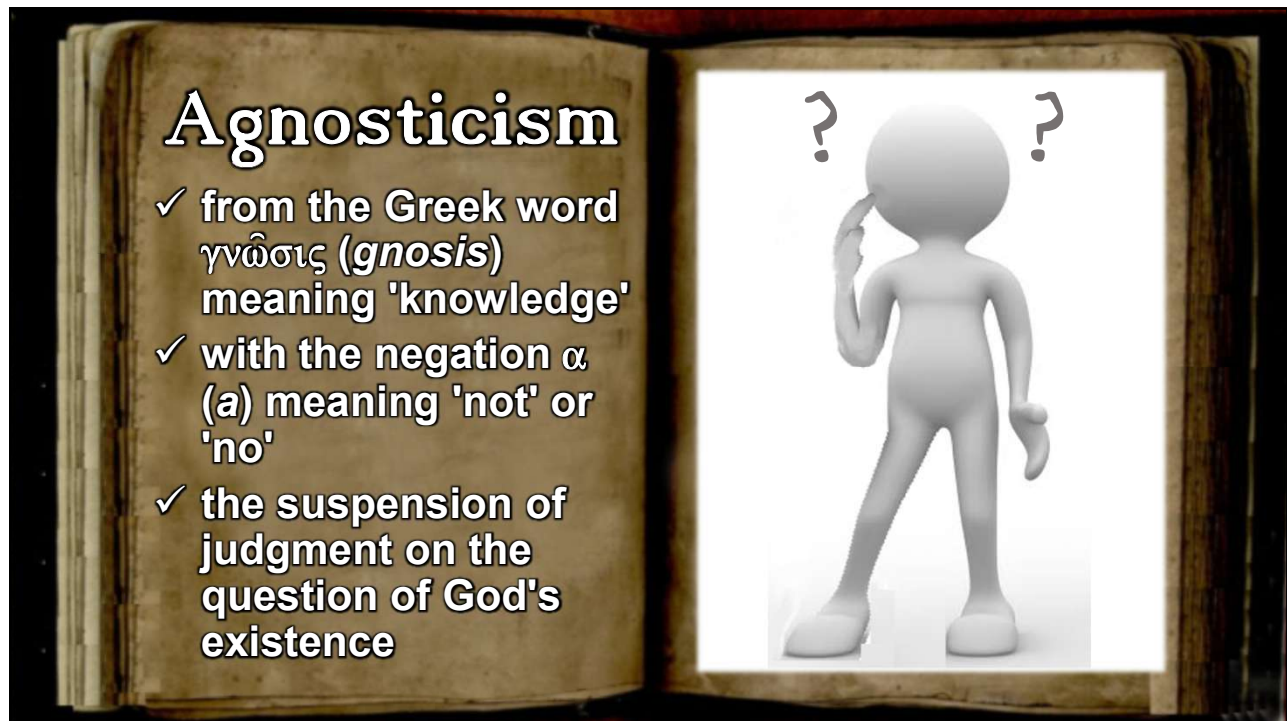 Agnosticism
✓ from the Greek word
γνῶσις (gnosis)
meaning 'knowledge'
✓ with the negation α
(a) meaning 'not' or
'no'
✓ the suspension of
judgment on the
question of God's
existence
? ?